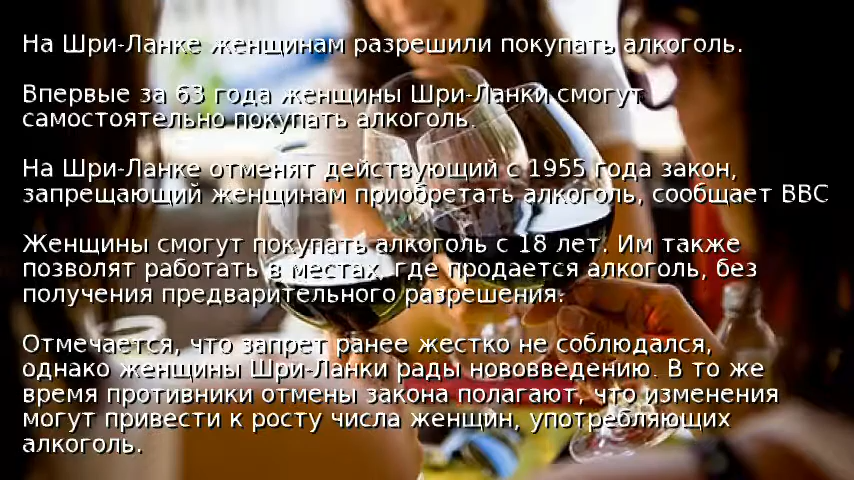 На Шри-Ланке женщинам разрешили покупать алкоголь.
Впервые за 63 года женщины Шри-Ланки смогут
самостоятельно покупать алкоголь.
На Шри-Ланке отменят действующий с 1955 года закон,
запрещающий женщинам приобретать алкоголь, сообщает BBC
Женщины смогут покупать алкоголь с 18 лет. Им также
позволят работать в местах, где продается алкоголь, без
получения предварительного разрешения.
Отмечается, что запрет ранее жестко не соблюдался,
однако женщины Шри-Ланки рады нововведению. В то же
время противники отмены закона полагают, что изменения
могут привести к росту числа женщин, употребляющих
алкоголь.